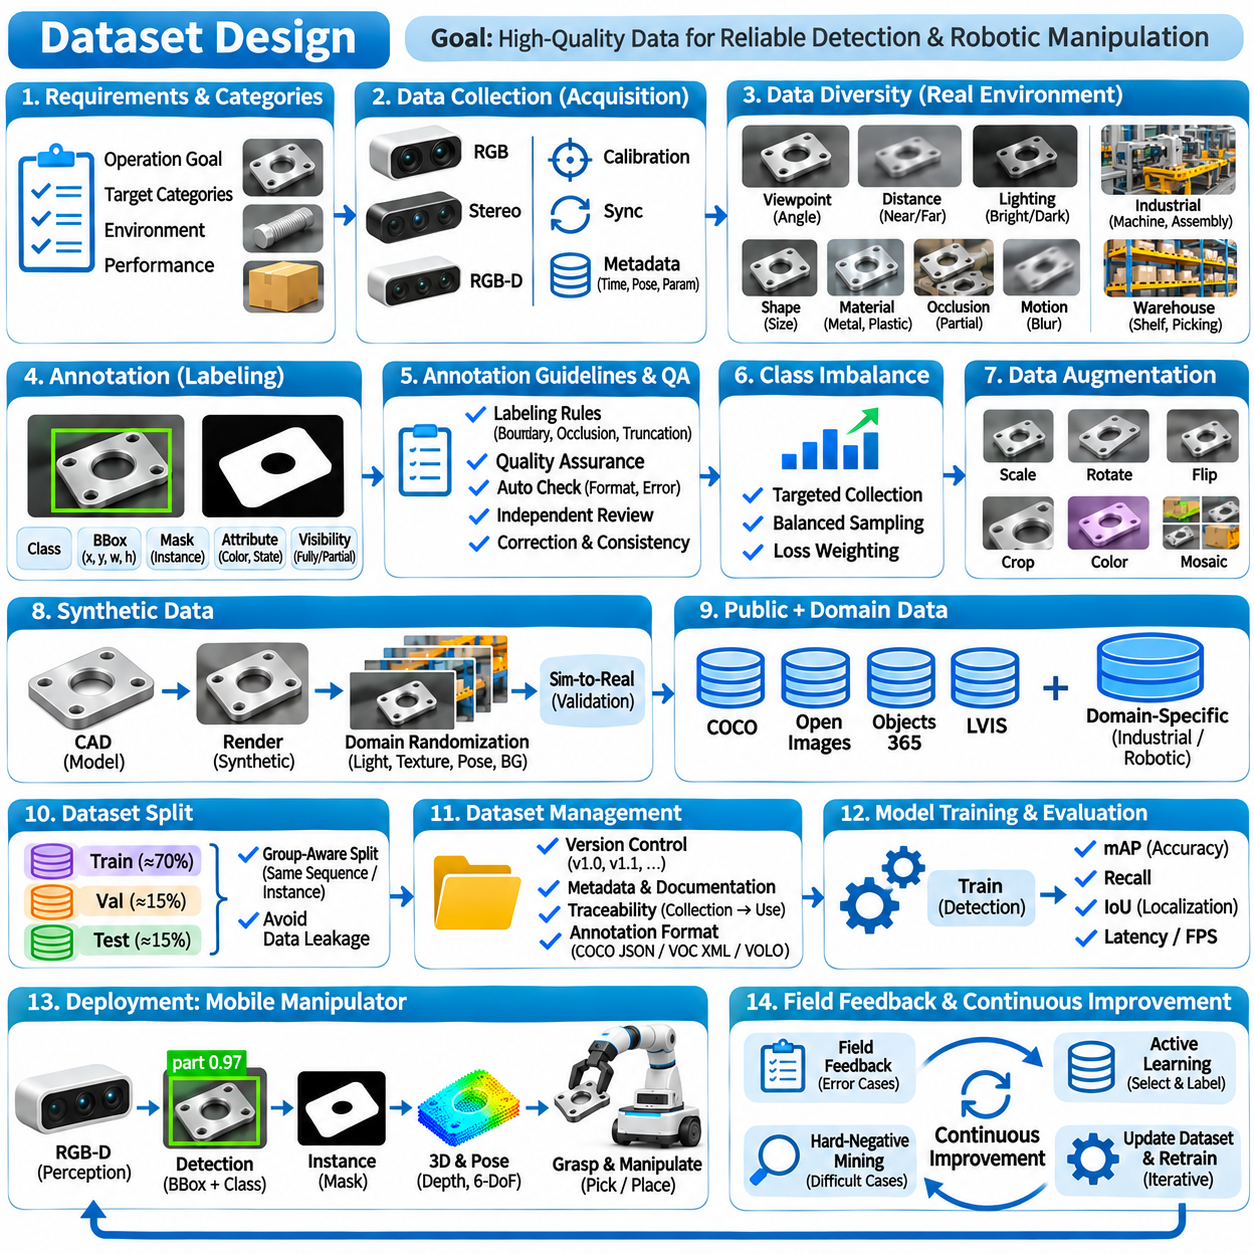 Dataset Design
Goal: High-Quality Data for Reliable Detection & Robotic Manipulation
1. Requirements & Categories
Operation Goal
Target Categories
Environment
Performance
2. Data Collection (Acquisition)
RGB
Stereo
RGB-D
Calibration
Sync
Metadata
(Time, Pose, Param)
3. Data Diversity (Real Environment)
Viewpoint
(Angle)
Distance
(Near/Far)
Lighting
(Bright/Dark)
Industrial
(Machine, Assembly)
Shape
(Size)
Material
(Metal, Plastic)
Occlusion
(Partial)
Motion
(Blur)
Warehouse
(Shelf, Picking)
4. Annotation (Labeling)
Class
BBox
(x, y, w, h)
Mask
(Instance)
Attribute
(Color, State)
Visibility
(Fully/Partial)
5. Annotation Guidelines & QA
Labeling Rules
(Boundary, Occlusion, Truncation)
Quality Assurance
Auto Check (Format, Error)
Independent Review
Correction & Consistency
6. Class Imbalance
Targeted Collection
Balanced Sampling
Loss Weighting
7. Data Augmentation
Scale
Rotate
Flip
Crop
Color
Mosaic
8. Synthetic Data
CAD
(Model)
Render
(Synthetic)
Domain Randomization
(Light, Texture, Pose, BG)
Sim-to-Real
(Validation)
9. Public + Domain Data
COCO
Open
Images
Objects
365
LVIS
+
Domain-Specific
(Industrial /
Robotic)
10. Dataset Split
Train (≈70%)
Val (≈15%)
Test (≈15%)
Group-Aware Split
(Same Sequence /
Instance)
Avoid
Data Leakage
11. Dataset Management
Version Control
(v1.0, v1.1, ...)
Metadata & Documentation
Traceability (Collection → Use)
Annotation Format
(COCO JSON / VOC XML / VOLO)
12. Model Training & Evaluation
Train
(Detection)
mAP (Accuracy)
Recall
IoU (Localization)
Latency / FPS
13. Deployment: Mobile Manipulator
part 0.97
RGB-D
(Perception)
Detection
(BBox + Class)
Instance
(Mask)
3D & Pose
(Depth, 6-DoF)
Grasp & Manipulate
(Pick / Place)
14. Field Feedback & Continuous Improvement
Field
Feedback
(Error Cases)
Active
Learning
(Select & Label)
Continuous
Improvement
Hard-Negative
Mining
(Difficult Cases)
Update Dataset
& Retrain
(Iterative)